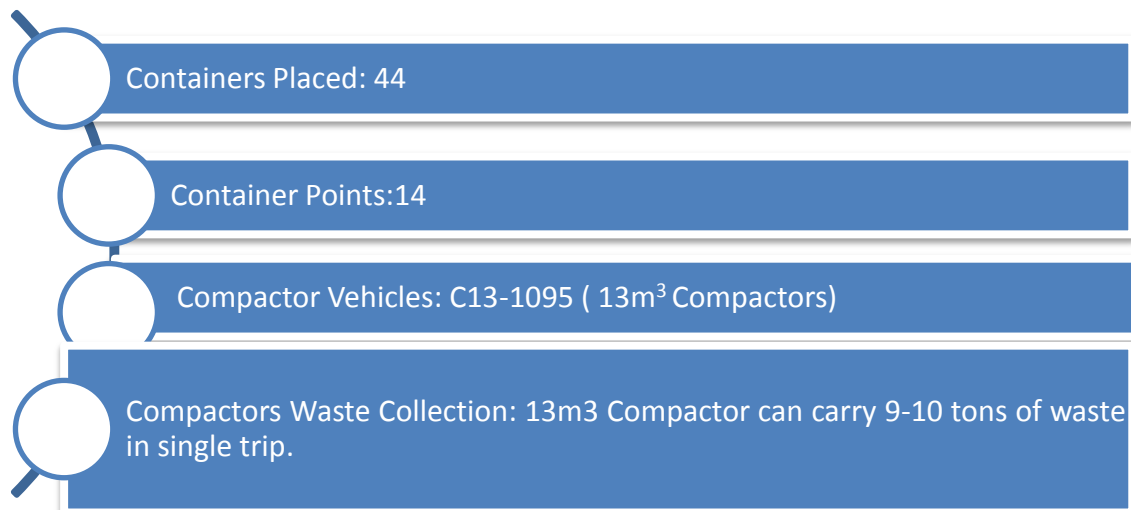 Containers Placed: 44
Container Points:14
Compactor Vehicles: C13-1095 ( 13m³ Compactors)
Compactors Waste Collection: 13m3 Compactor can carry 9-10 tons of waste
in single trip.